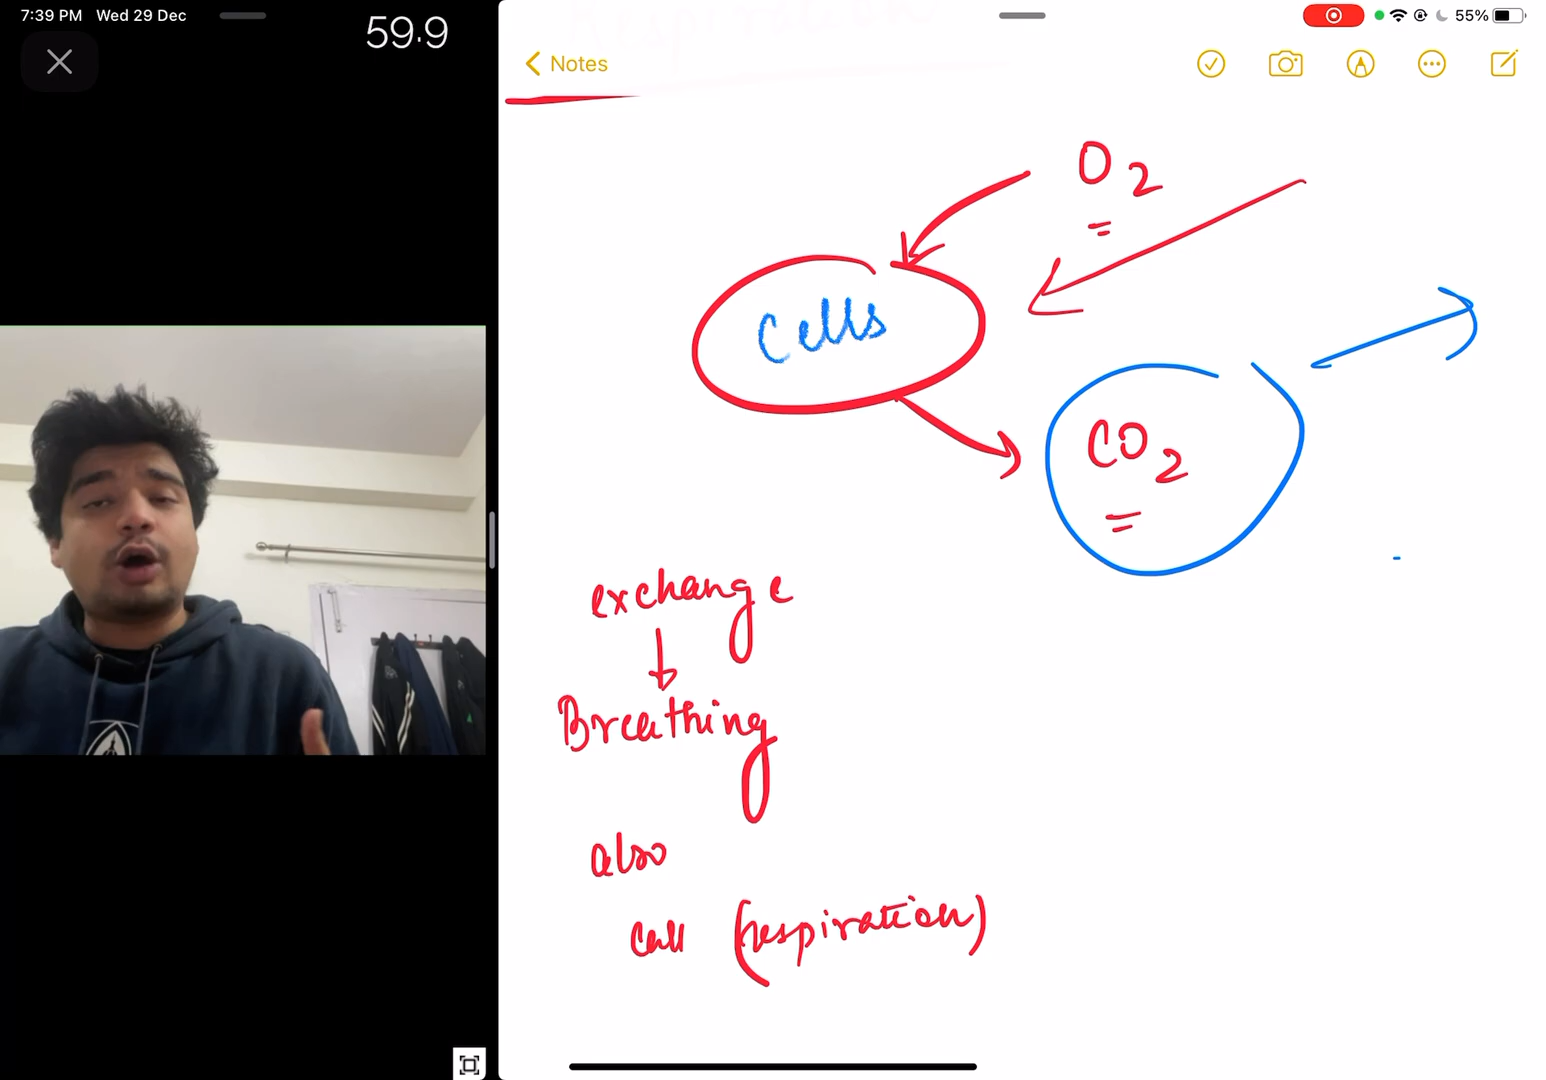 7:39 PM Wed 29 Dec
59.9
55%
Notes
O2
Cells
CO2
exchange
Breathing
also
call (respiration)